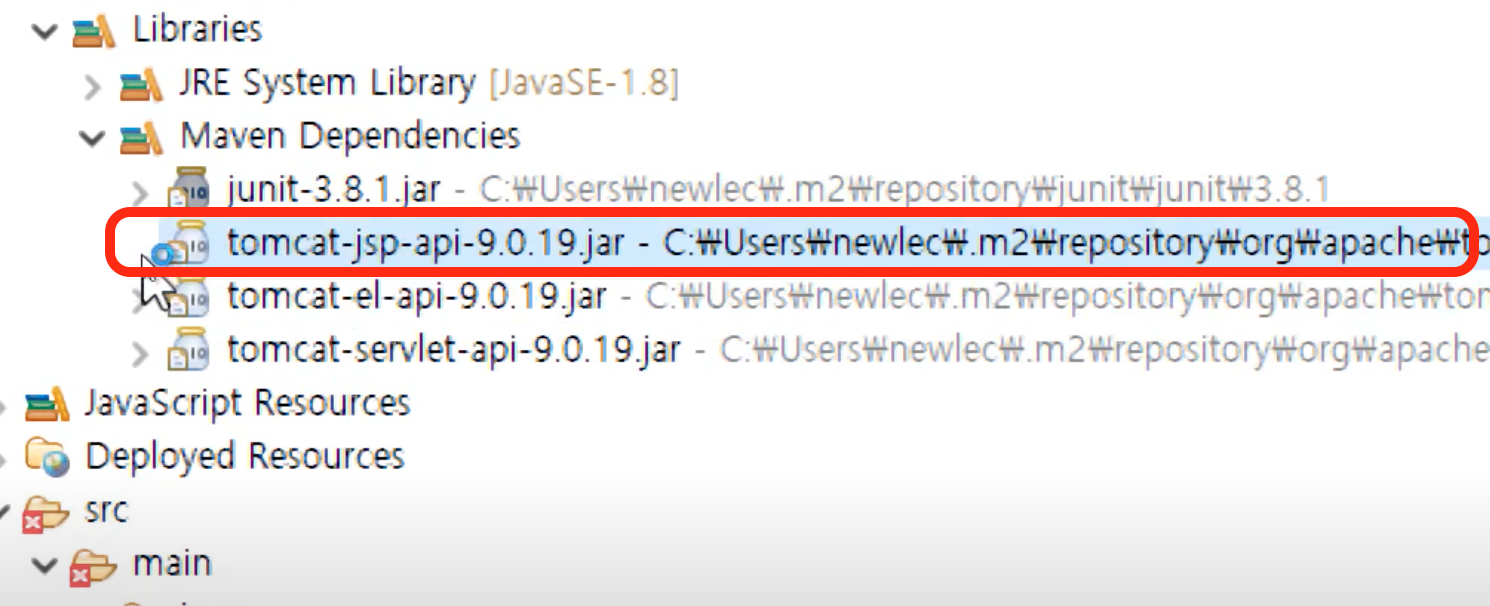 Libraries
JRE System Library [JavaSE-1.8]
Maven Dependencies
junit-3.8.1.jar - C:₩Users₩newlec₩.m2₩repository₩junit₩junit₩3.8.1
tomcat-jsp-api-9.0.19.jar - C:₩Users₩newlec₩.m2₩repository₩org₩apache₩to
tomcat-el-api-9.0.19.jar - C:₩Users₩newlec₩.m2₩repository₩org₩apache₩tor
tomcat-servlet-api-9.0.19.jar - C:₩Users₩newlec₩.m2₩repository₩org₩apache
JavaScript Resources
Deployed Resources
src
main